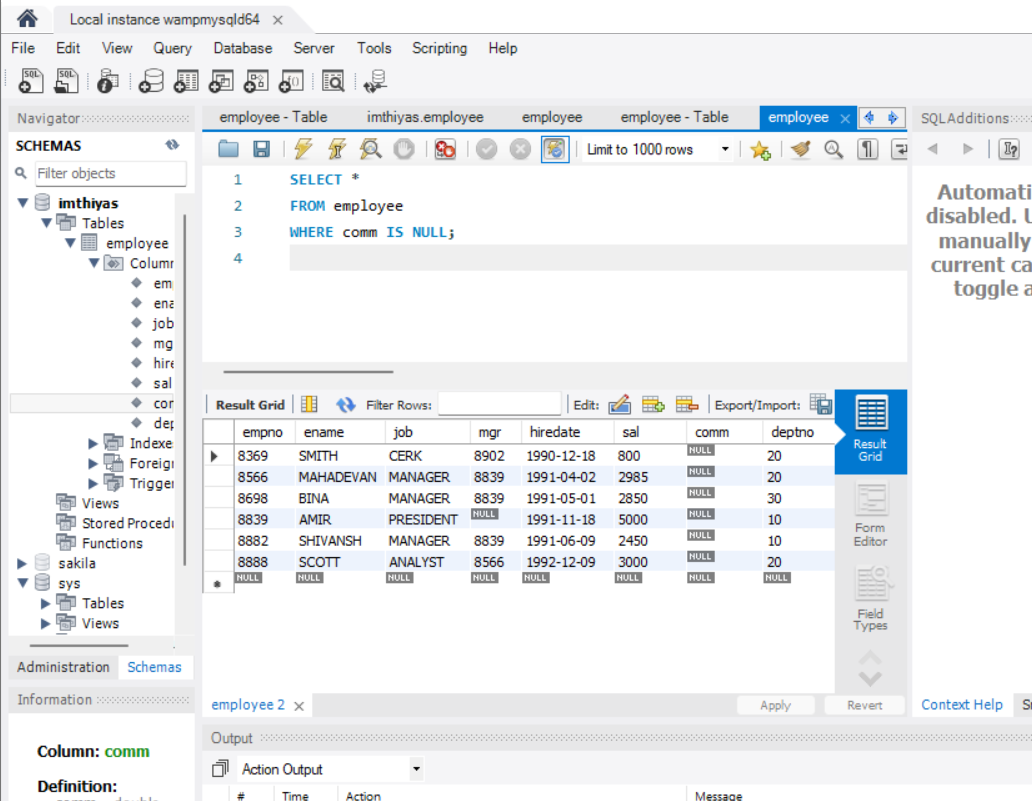 Local instance wampmysqld64
File Edit View Query Database Server Tools Scripting Help
Navigator
SCHEMAS
Filter objects
imthiyas
Tables
employee
Column
em
ena
job
mg
hire
sal
con
dep
Indexe
Foreig
Trigger
Views
Stored Proced
Functions
sakila
sys
Tables
Views
Administration Schemas
Information
Column: comm
Definition:
employee - Table imthiyas.employee employee employee - Table employee
Limit to 1000 rows
1 SELECT *
2 FROM employee
3 WHERE comm IS NULL;
4
Result Grid Filter Rows: Edit: Export/Import:
empno ename job mgr hiredate sal comm deptno
8369 SMITH CERK 8902 1990-12-18 800 NULL 20
8566 MAHADEVAN MANAGER 8839 1991-04-02 2985 NULL 20
8698 BINA MANAGER 8839 1991-05-01 2850 NULL 30
8839 AMIR PRESIDENT NULL 1991-11-18 5000 NULL 10
8882 SHIVANSH MANAGER 8839 1991-06-09 2450 NULL 10
8888 SCOTT ANALYST 8566 1992-12-09 3000 NULL 20
NULL NULL NULL NULL NULL NULL NULL NULL
Result
Grid
Form
Editor
Field
Types
employee 2 Apply Revert
Output
Action Output
# Time Action Message
SQLAdditions
Automati
disabled. U
manually
current ca
toggle a
Context Help